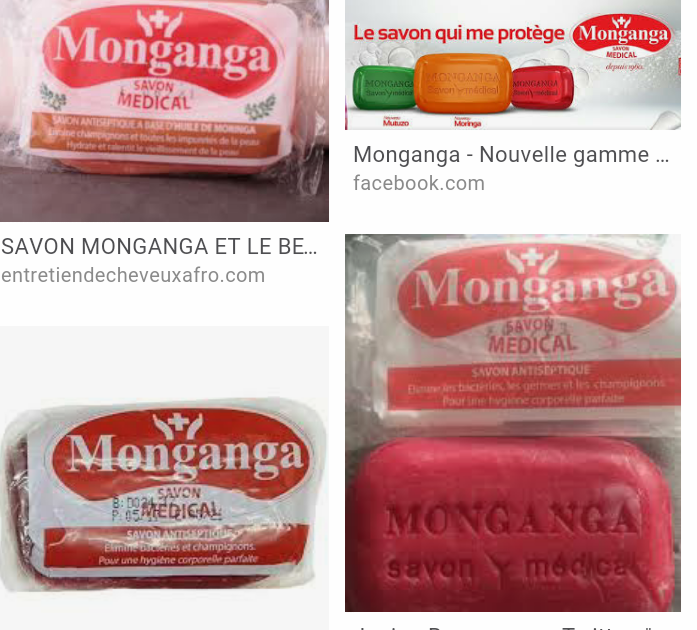 Monganga
SAVON
MEDICAL
SAVON ANTISEPTIQUE A BASE D'HUILE DE MORINGA
Elimine champignons et toutes les impuretés de la peau
Hydrate et ralentit le vieillissement de la peau
SAVON MONGANGA ET LE BE...
entretiendecheveuxafro.com
Le savon qui me protège
Monganga
SAVON
MEDICAL
depuis 1960
MONGANGA
Savon médical
MONGANGA
Savon médical
MONGANGA
Savon médical
Mutuzo
Moringa
Monganga - Nouvelle gamme ...
facebook.com
Monganga
SAVON
MEDICAL
SAVON ANTISEPTIQUE
Elimine bactéries et champignons.
Pour une hygiène corporelle parfaite
Monganga
SAVON
MEDICAL
SAVON ANTISEPTIQUE
Elimine les bactéries, les germes et les champignons
Pour une hygiène corporelle parfaite
MONGANGA
savon médical